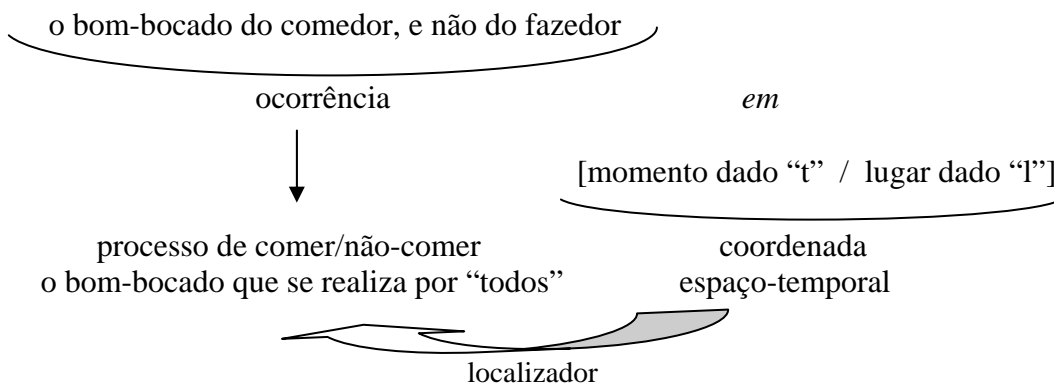 o bom-bocado do comedor, e não do fazedor
ocorrência
em
[momento dado “t” / lugar dado “l”]
processo de comer/não-comer
o bom-bocado que se realiza por “todos”
coordenada
espaço-temporal
localizador